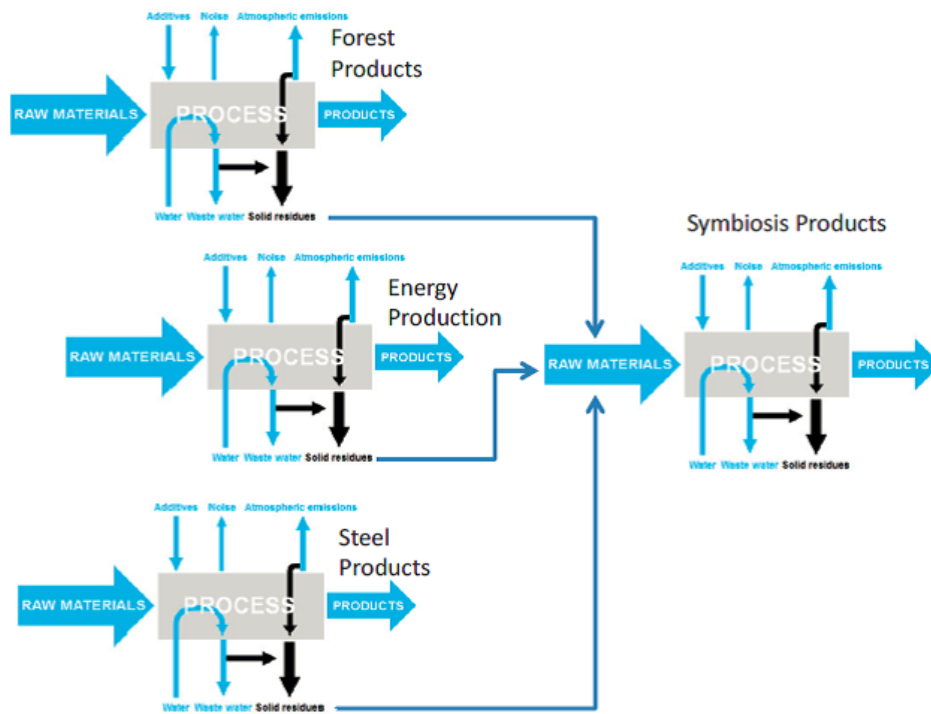 Additives Noise Atmospheric emissions
Forest
Products
RAW MATERIALS
PROCESS
PRODUCTS
Water Waste water Solid residues
Additives Noise Atmospheric emissions
Energy
Production
RAW MATERIALS
PROCESS
PRODUCTS
Water Waste water Solid residues
Additives Noise Atmospheric emissions
Steel
Products
RAW MATERIALS
PROCESS
PRODUCTS
Water Waste water Solid residues
Symbiosis Products
Additives Noise Atmospheric emissions
RAW MATERIALS
PROCESS
PRODUCTS
Water Waste water Solid residues